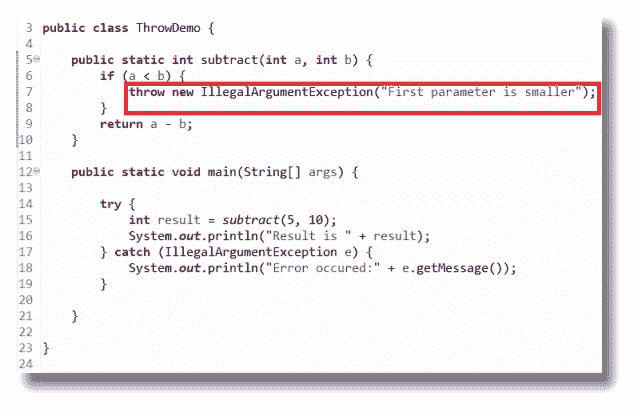 3 public class ThrowDemo {
4
5 public static int subtract(int a, int b) {
6 if (a < b) {
7 throw new IllegalArgumentException("First parameter is smaller");
8 }
9 return a - b;
10 }
11
12 public static void main(String[] args) {
13
14 try {
15 int result = subtract(5, 10);
16 System.out.println("Result is " + result);
17 } catch (IllegalArgumentException e) {
18 System.out.println("Error occured:" + e.getMessage());
19 }
20
21 }
22
23 }
24